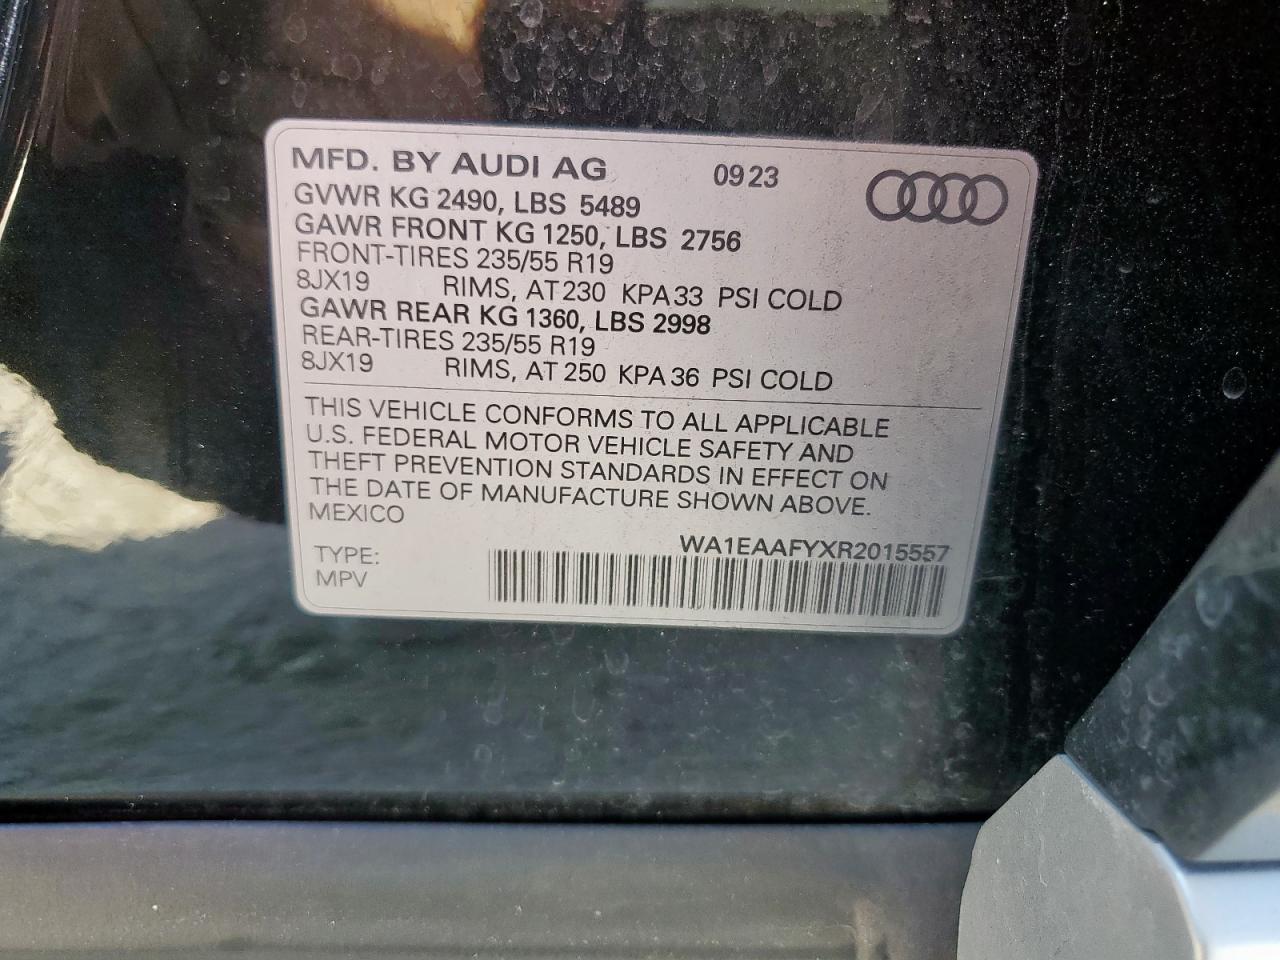 MFD. BY AUDI AG 09 23
GVWR KG 2490, LBS 5489
GAWR FRONT KG 1250, LBS 2756
FRONT-TIRES 235/55 R19
8JX19 RIMS, AT 230 KPA 33 PSI COLD
GAWR REAR KG 1360, LBS 2998
REAR-TIRES 235/55 R19
8JX19 RIMS, AT 250 KPA 36 PSI COLD
THIS VEHICLE CONFORMS TO ALL APPLICABLE
U.S. FEDERAL MOTOR VEHICLE SAFETY AND
THEFT PREVENTION STANDARDS IN EFFECT ON
THE DATE OF MANUFACTURE SHOWN ABOVE.
MEXICO
WA1EAAFYXR2015557
TYPE:
MPV